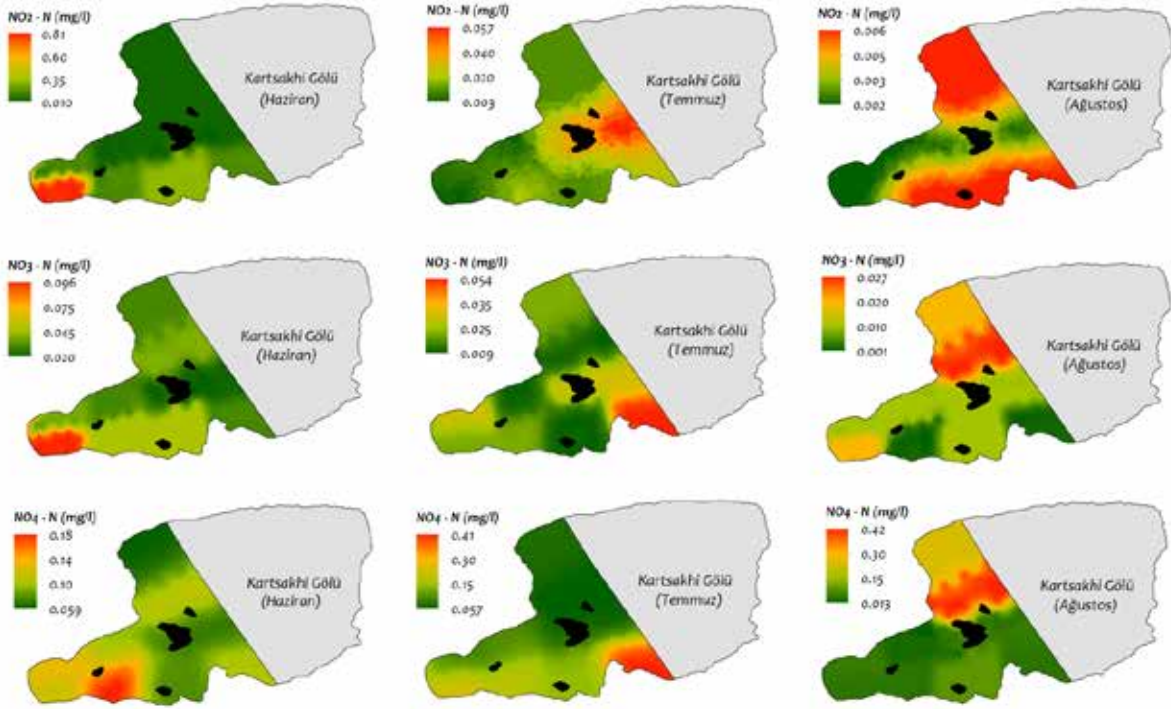 NO2 - N (mg/l)
0.81
0.60
0.35
0.010
Kartsakhi Gölü
(Haziran)
NO2 - N (mg/l)
0.057
0.040
0.020
0.003
Kartsakhi Gölü
(Temmuz)
NO2 - N (mg/l)
0.006
0.003
0.002
Kartsakhi Gölü
(Ağustos)
NO3 - N (mg/l)
0.096
0.075
0.045
0.020
Kartsakhi Gölü
(Haziran)
NO3 - N (mg/l)
0.054
0.035
0.025
0.009
Kartsakhi Gölü
(Temmuz)
NO3 - N (mg/l)
0.027
0.020
0.010
0.001
Kartsakhi Gölü
(Ağustos)
NO4 - N (mg/l)
0.18
0.14
0.10
0.059
Kartsakhi Gölü
(Haziran)
NO4 - N (mg/l)
0.41
0.30
0.15
0.057
Kartsakhi Gölü
(Temmuz)
NO4 - N (mg/l)
0.42
0.30
0.15
0.013
Kartsakhi Gölü
(Ağustos)